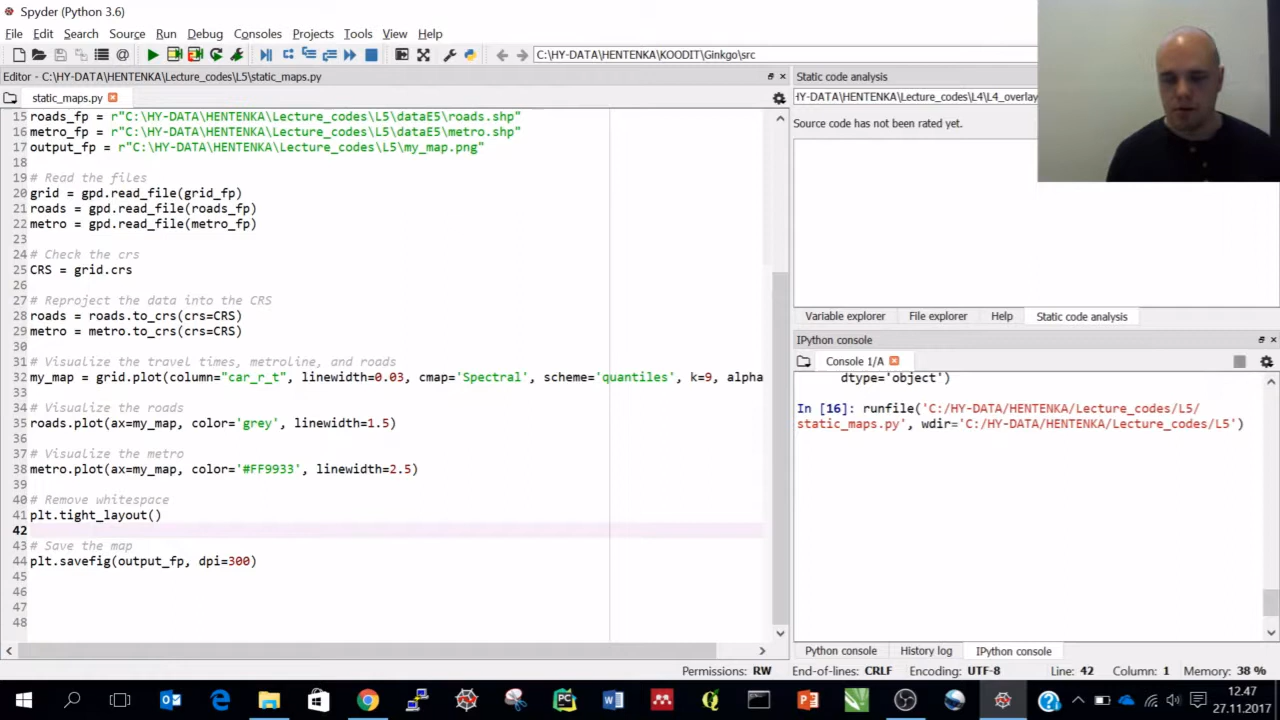 Spyder (Python 3.6)
File Edit Search Source Run Debug Consoles Projects Tools View Help
C:\HY-DATA\HENTENKA\KOODIT\Ginkgo\src
Editor - C:\HY-DATA\HENTENKA\Lecture_codes\L5\static_maps.py
static_maps.py
15 roads_fp = r"C:\HY-DATA\HENTENKA\Lecture_codes\L5\dataE5\roads.shp"
16 metro_fp = r"C:\HY-DATA\HENTENKA\Lecture_codes\L5\dataE5\metro.shp"
17 output_fp = r"C:\HY-DATA\HENTENKA\Lecture_codes\L5\my_map.png"
18
19 # Read the files
20 grid = gpd.read_file(grid_fp)
21 roads = gpd.read_file(roads_fp)
22 metro = gpd.read_file(metro_fp)
23
24 # Check the crs
25 CRS = grid.crs
26
27 # Reproject the data into the CRS
28 roads = roads.to_crs(crs=CRS)
29 metro = metro.to_crs(crs=CRS)
30
31 # Visualize the travel times, metroline, and roads
32 my_map = grid.plot(column="car_r_t", linewidth=0.03, cmap='Spectral', scheme='quantiles', k=9, alpha
33
34 # Visualize the roads
35 roads.plot(ax=my_map, color='grey', linewidth=1.5)
36
37 # Visualize the metro
38 metro.plot(ax=my_map, color='#FF9933', linewidth=2.5)
39
40 # Remove whitespace
41 plt.tight_layout()
42
43 # Save the map
44 plt.savefig(output_fp, dpi=300)
45
46
47
48
Static code analysis
HY-DATA\HENTENKA\Lecture_codes\L4\L4_overlay
Source code has not been rated yet.
Variable explorer File explorer Help Static code analysis
IPython console
Console 1/A
dtype='object')
In [16]: runfile('C:/HY-DATA/HENTENKA/Lecture_codes/L5/
static_maps.py', wdir='C:/HY-DATA/HENTENKA/Lecture_codes/L5')
Python console History log IPython console
Permissions: RW End-of-lines: CRLF Encoding: UTF-8 Line: 42 Column: 1 Memory: 38 %
12.47
27.11.2017